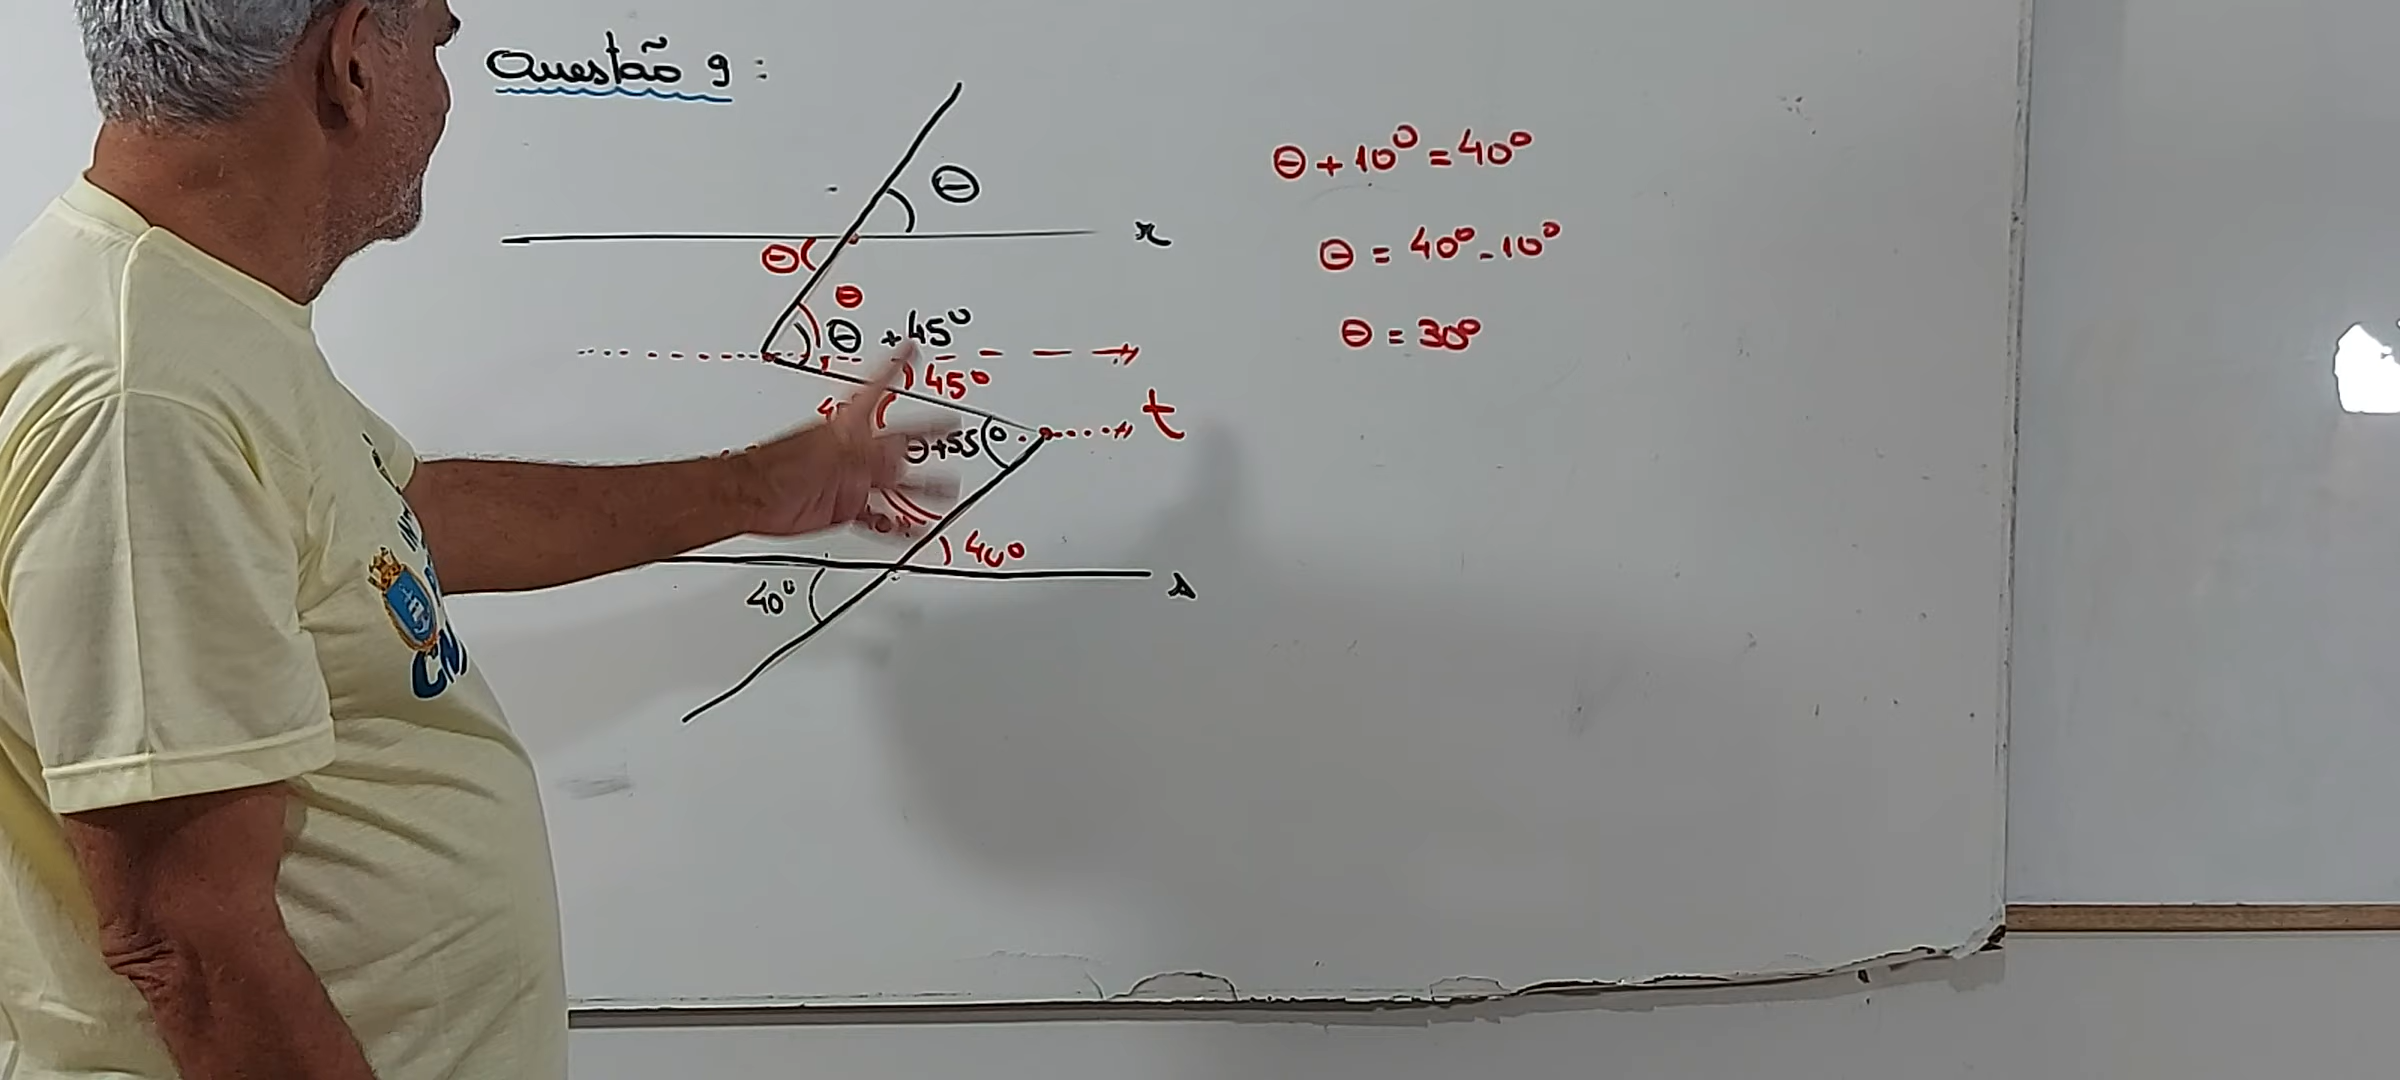 Questão 9:
θ
θ + 10° = 40°
r
θ
θ = 40° - 10°
θ
θ + 45°
θ = 30°
45°
t
θ+55°
40°
40°
s